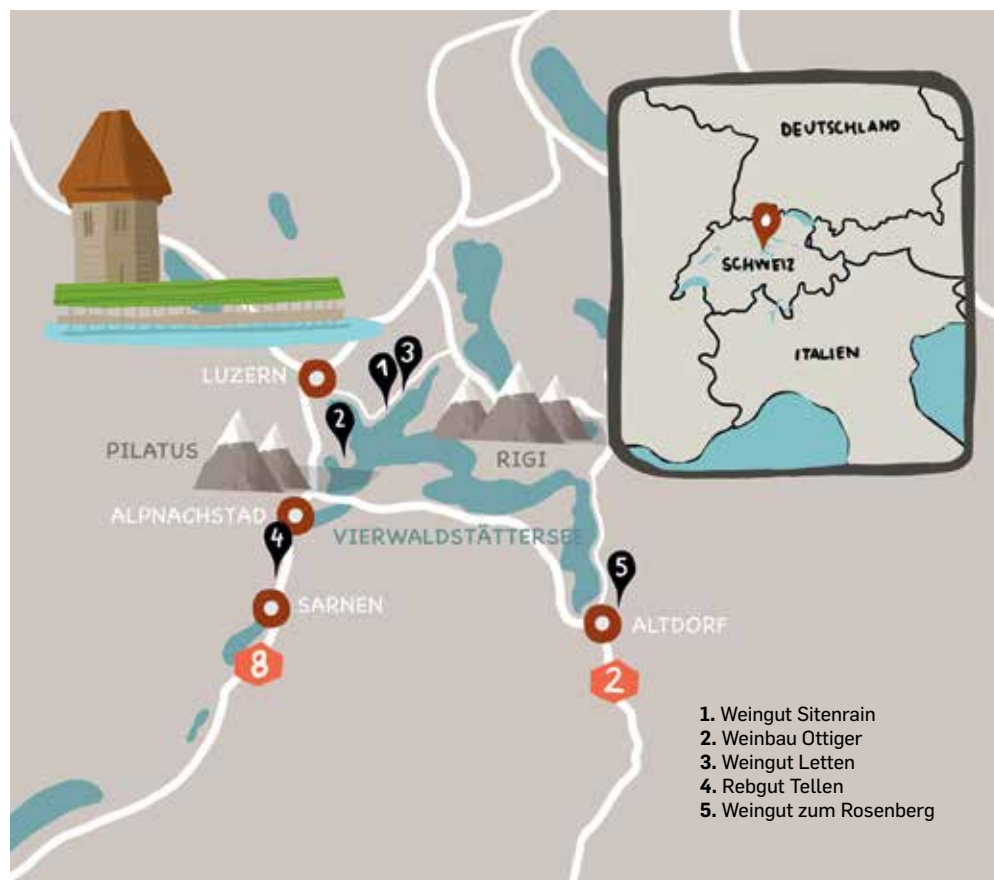 DEUTSCHLAND
SCHWEIZ
ITALIEN
LUZERN
1
3
2
PILATUS
RIGI
ALPNACHSTAD
VIERWALDSTÄTTERSEE
4
5
SARNEN
ALTDORF
8
2
1. Weingut Sitenrain
2. Weinbau Ottiger
3. Weingut Letten
4. Rebgut Tellen
5. Weingut zum Rosenberg